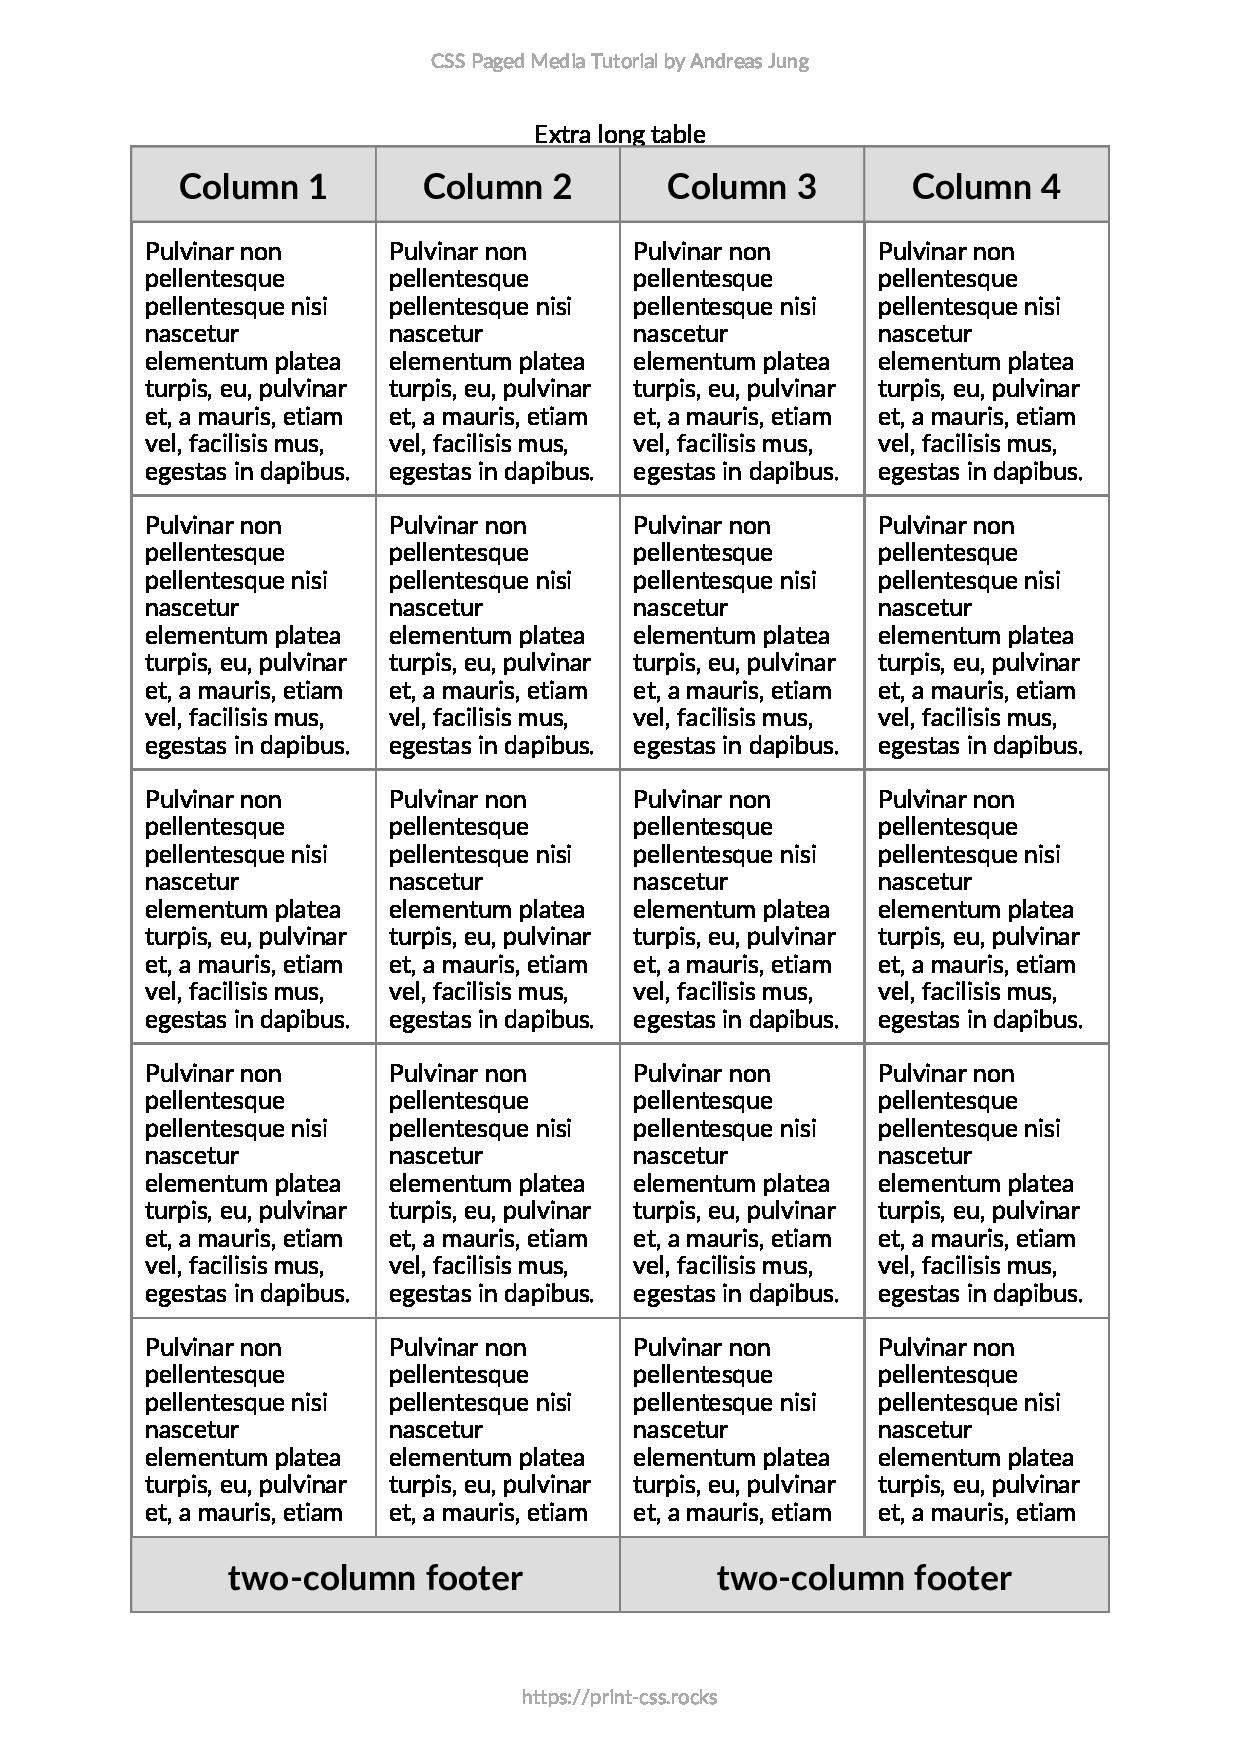 CSS Paged Media Tutorial by Andreas Jung
Extra long table
Column 1 Column 2 Column 3 Column 4
Pulvinar non Pulvinar non Pulvinar non Pulvinar non
pellentesque pellentesque pellentesque pellentesque
pellentesque nisi pellentesque nisi pellentesque nisi pellentesque nisi
nascetur nascetur nascetur nascetur
elementum platea elementum platea elementum platea elementum platea
turpis, eu, pulvinar turpis, eu, pulvinar turpis, eu, pulvinar turpis, eu, pulvinar
et, a mauris, etiam et, a mauris, etiam et, a mauris, etiam et, a mauris, etiam
vel, facilisis mus, vel, facilisis mus, vel, facilisis mus, vel, facilisis mus,
egestas in dapibus. egestas in dapibus. egestas in dapibus. egestas in dapibus.
Pulvinar non Pulvinar non Pulvinar non Pulvinar non
pellentesque pellentesque pellentesque pellentesque
pellentesque nisi pellentesque nisi pellentesque nisi pellentesque nisi
nascetur nascetur nascetur nascetur
elementum platea elementum platea elementum platea elementum platea
turpis, eu, pulvinar turpis, eu, pulvinar turpis, eu, pulvinar turpis, eu, pulvinar
et, a mauris, etiam et, a mauris, etiam et, a mauris, etiam et, a mauris, etiam
vel, facilisis mus, vel, facilisis mus, vel, facilisis mus, vel, facilisis mus,
egestas in dapibus. egestas in dapibus. egestas in dapibus. egestas in dapibus.
Pulvinar non Pulvinar non Pulvinar non Pulvinar non
pellentesque pellentesque pellentesque pellentesque
pellentesque nisi pellentesque nisi pellentesque nisi pellentesque nisi
nascetur nascetur nascetur nascetur
elementum platea elementum platea elementum platea elementum platea
turpis, eu, pulvinar turpis, eu, pulvinar turpis, eu, pulvinar turpis, eu, pulvinar
et, a mauris, etiam et, a mauris, etiam et, a mauris, etiam et, a mauris, etiam
vel, facilisis mus, vel, facilisis mus, vel, facilisis mus, vel, facilisis mus,
egestas in dapibus. egestas in dapibus. egestas in dapibus. egestas in dapibus.
Pulvinar non Pulvinar non Pulvinar non Pulvinar non
pellentesque pellentesque pellentesque pellentesque
pellentesque nisi pellentesque nisi pellentesque nisi pellentesque nisi
nascetur nascetur nascetur nascetur
elementum platea elementum platea elementum platea elementum platea
turpis, eu, pulvinar turpis, eu, pulvinar turpis, eu, pulvinar turpis, eu, pulvinar
et, a mauris, etiam et, a mauris, etiam et, a mauris, etiam et, a mauris, etiam
vel, facilisis mus, vel, facilisis mus, vel, facilisis mus, vel, facilisis mus,
egestas in dapibus. egestas in dapibus. egestas in dapibus. egestas in dapibus.
Pulvinar non Pulvinar non Pulvinar non Pulvinar non
pellentesque pellentesque pellentesque pellentesque
pellentesque nisi pellentesque nisi pellentesque nisi pellentesque nisi
nascetur nascetur nascetur nascetur
elementum platea elementum platea elementum platea elementum platea
turpis, eu, pulvinar turpis, eu, pulvinar turpis, eu, pulvinar turpis, eu, pulvinar
et, a mauris, etiam et, a mauris, etiam et, a mauris, etiam et, a mauris, etiam
two-column footer two-column footer
https://print-css.rocks